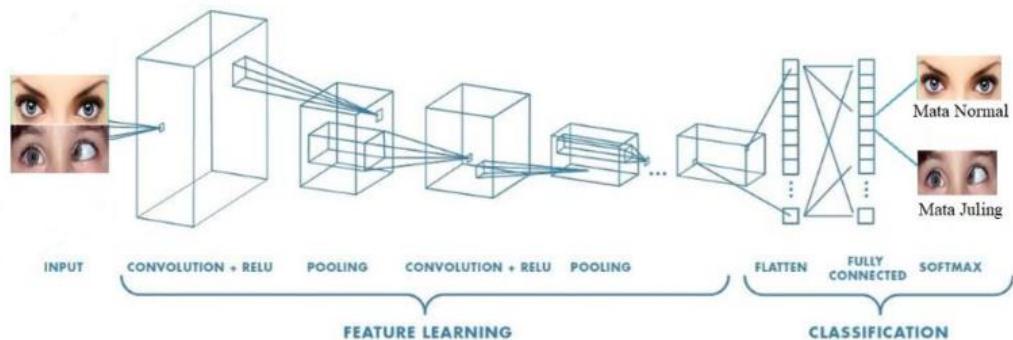 Mata Normal
Mata Juling
INPUT
CONVOLUTION + RELU
POOLING
CONVOLUTION + RELU
POOLING
FLATTEN
FULLY
CONNECTED
SOFTMAX
FEATURE LEARNING
CLASSIFICATION